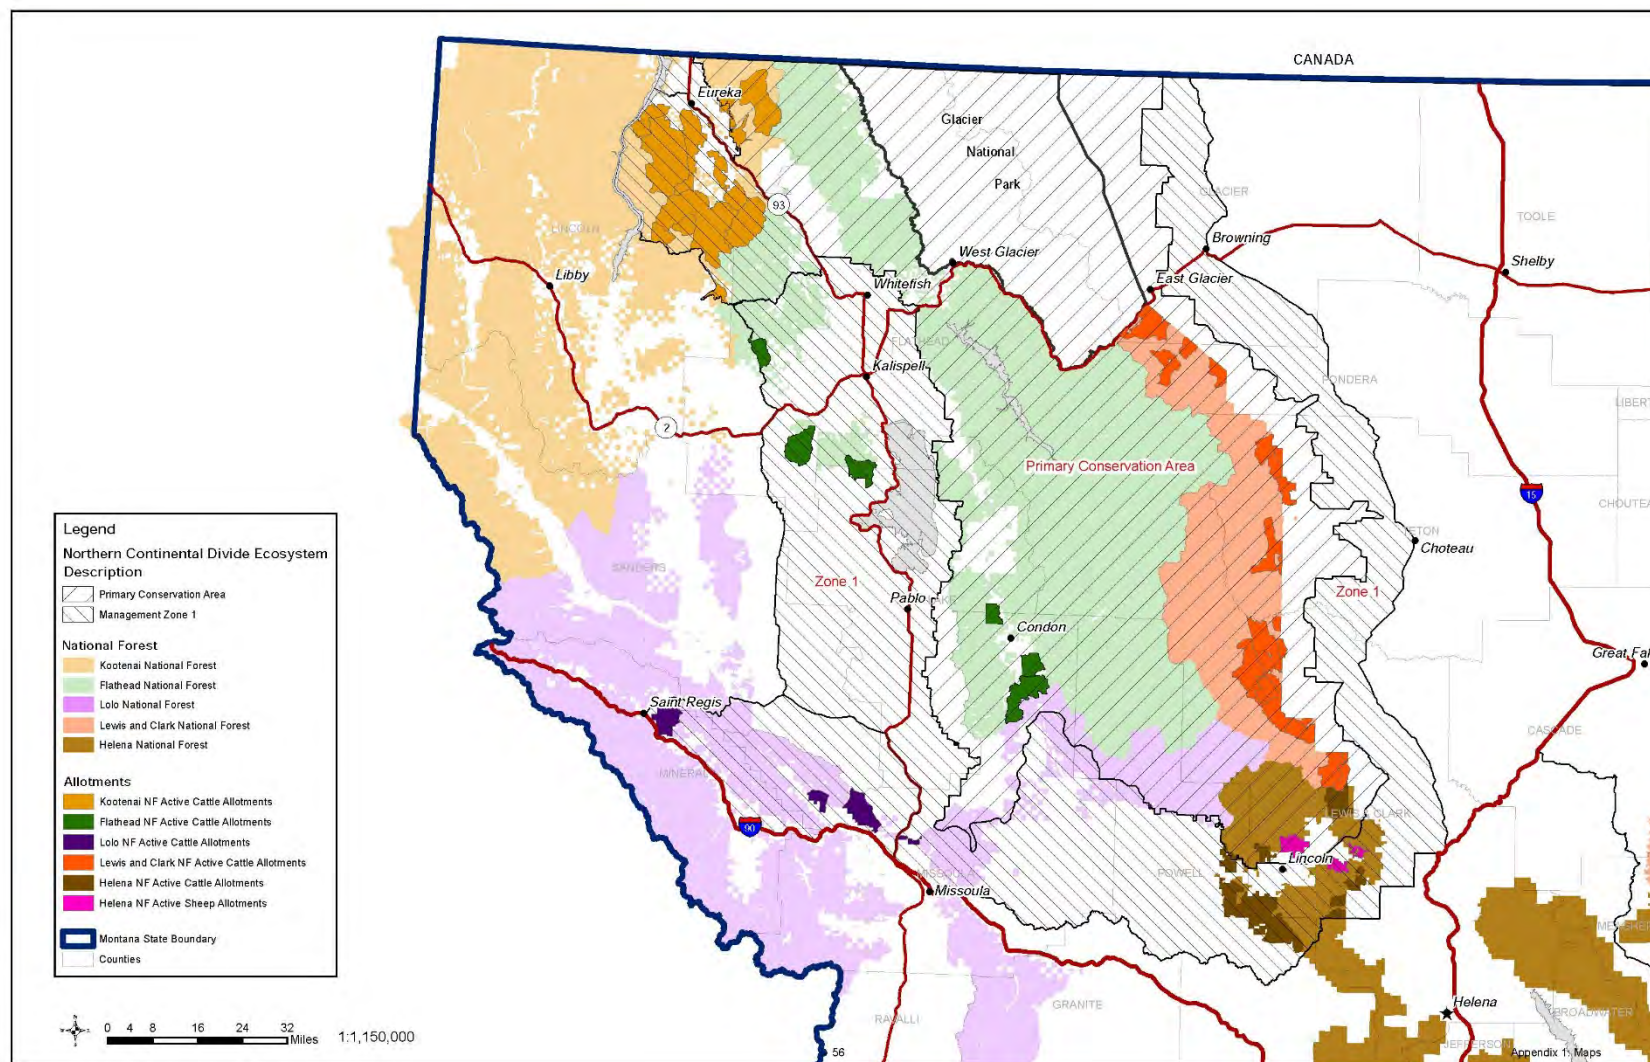 CANADA
Eureka
Glacier
National
Park
GLACIER
93
TOOLE
LINCOLN
Browning
West Glacier
Shelby
Libby
East Glacier
Whitefish
FLATHEAD
Kalispell
PONDERA
LIBERT
2
Primary Conservation Area
15
CHOUTEA
TETON
Choteau
SANDERS
Zone 1
Zone 1
Pablo
LAKE
Condon
Great Fal
Saint Regis
CASCADE
MINERAL
LEWIS & CLARK
90
Lincoln
MISSOULA
POWELL
Missoula
MEAGHER
Helena
GRANITE
RAVALLI
BROADWATER
JEFFERSON
Legend
Northern Continental Divide Ecosystem
Description
Primary Conservation Area
Management Zone 1
National Forest
Kootenai National Forest
Flathead National Forest
Lolo National Forest
Lewis and Clark National Forest
Helena National Forest
Allotments
Kootenai NF Active Cattle Allotments
Flathead NF Active Cattle Allotments
Lolo NF Active Cattle Allotments
Lewis and Clark NF Active Cattle Allotments
Helena NF Active Cattle Allotments
Helena NF Active Sheep Allotments
Montana State Boundary
Counties
0 4 8 16 24 32
Miles
1:1,150,000
56
Appendix 1: Maps